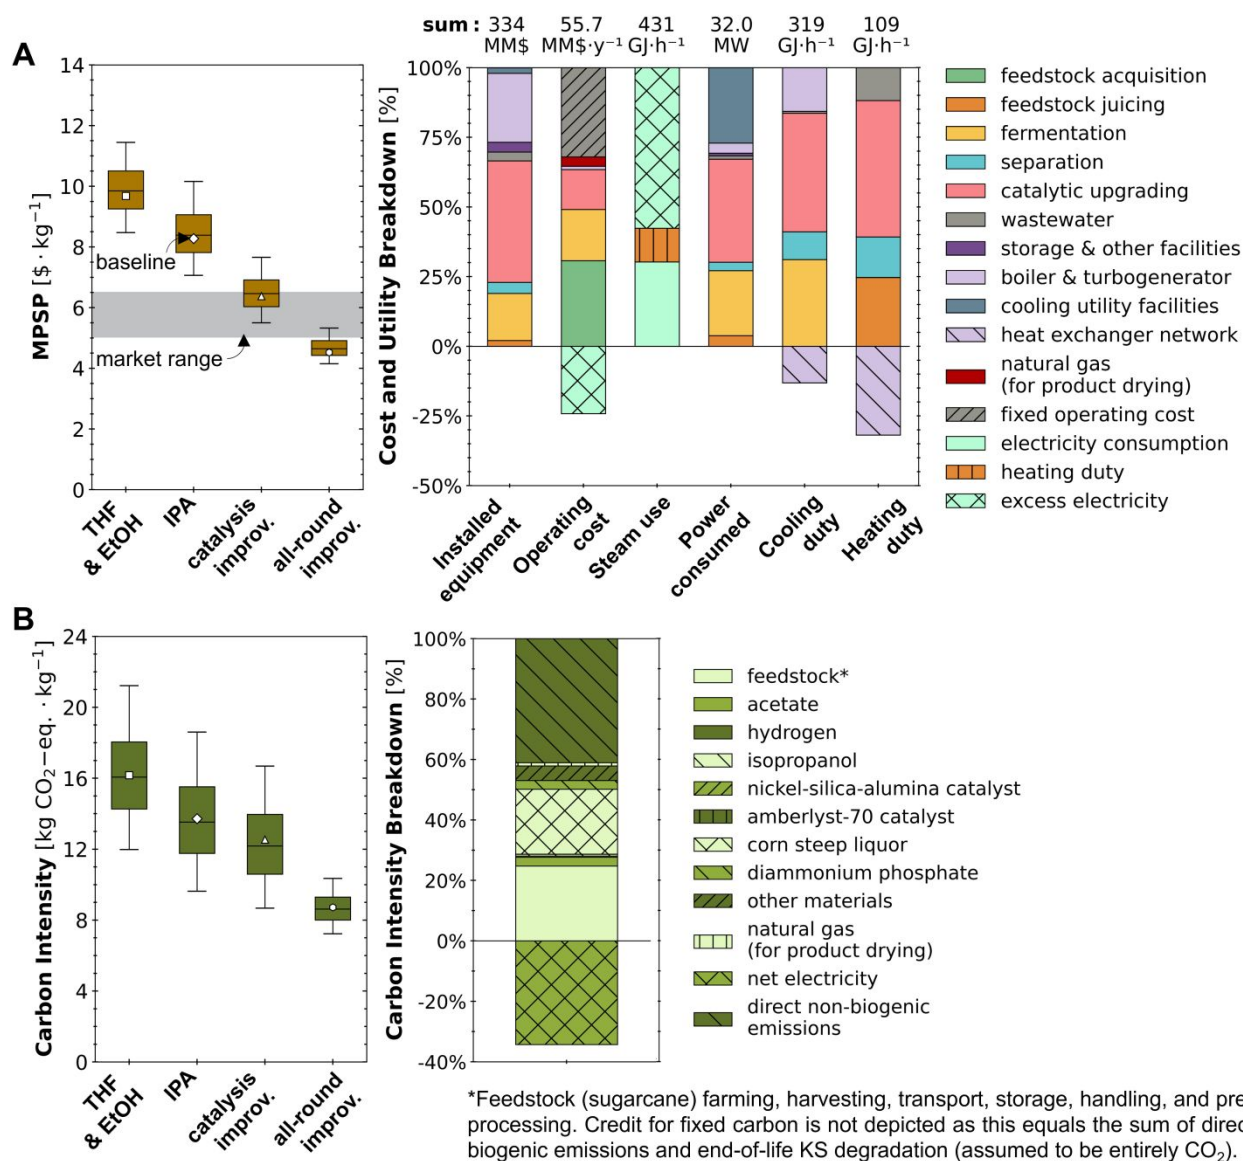 sum : 334 55.7 431 32.0 319 109
MM$ MM$·y⁻¹ GJ·h⁻¹ MW GJ·h⁻¹ GJ·h⁻¹
A
MPSP [$ · kg⁻¹]
14
12
10
8
6
4
2
0
baseline
market range
THF
& EtOH
IPA
catalysis
improv.
all-round
improv.
Cost and Utility Breakdown [%]
100%
75%
50%
25%
0%
-25%
-50%
Installed
equipment
Operating
cost
Steam use
Power
consumed
Cooling
duty
Heating
duty
feedstock acquisition
feedstock juicing
fermentation
separation
catalytic upgrading
wastewater
storage & other facilities
boiler & turbogenerator
cooling utility facilities
heat exchanger network
natural gas
(for product drying)
fixed operating cost
electricity consumption
heating duty
excess electricity
B
Carbon Intensity [kg CO₂−eq. · kg⁻¹]
24
20
16
12
8
4
0
THF
& EtOH
IPA
catalysis
improv.
all-round
improv.
Carbon Intensity Breakdown [%]
100%
80%
60%
40%
20%
0%
-20%
-40%
feedstock*
acetate
hydrogen
isopropanol
nickel-silica-alumina catalyst
amberlyst-70 catalyst
corn steep liquor
diammonium phosphate
other materials
natural gas
(for product drying)
net electricity
direct non-biogenic
emissions
*Feedstock (sugarcane) farming, harvesting, transport, storage, handling, and pre
processing. Credit for fixed carbon is not depicted as this equals the sum of direc
biogenic emissions and end-of-life KS degradation (assumed to be entirely CO₂).